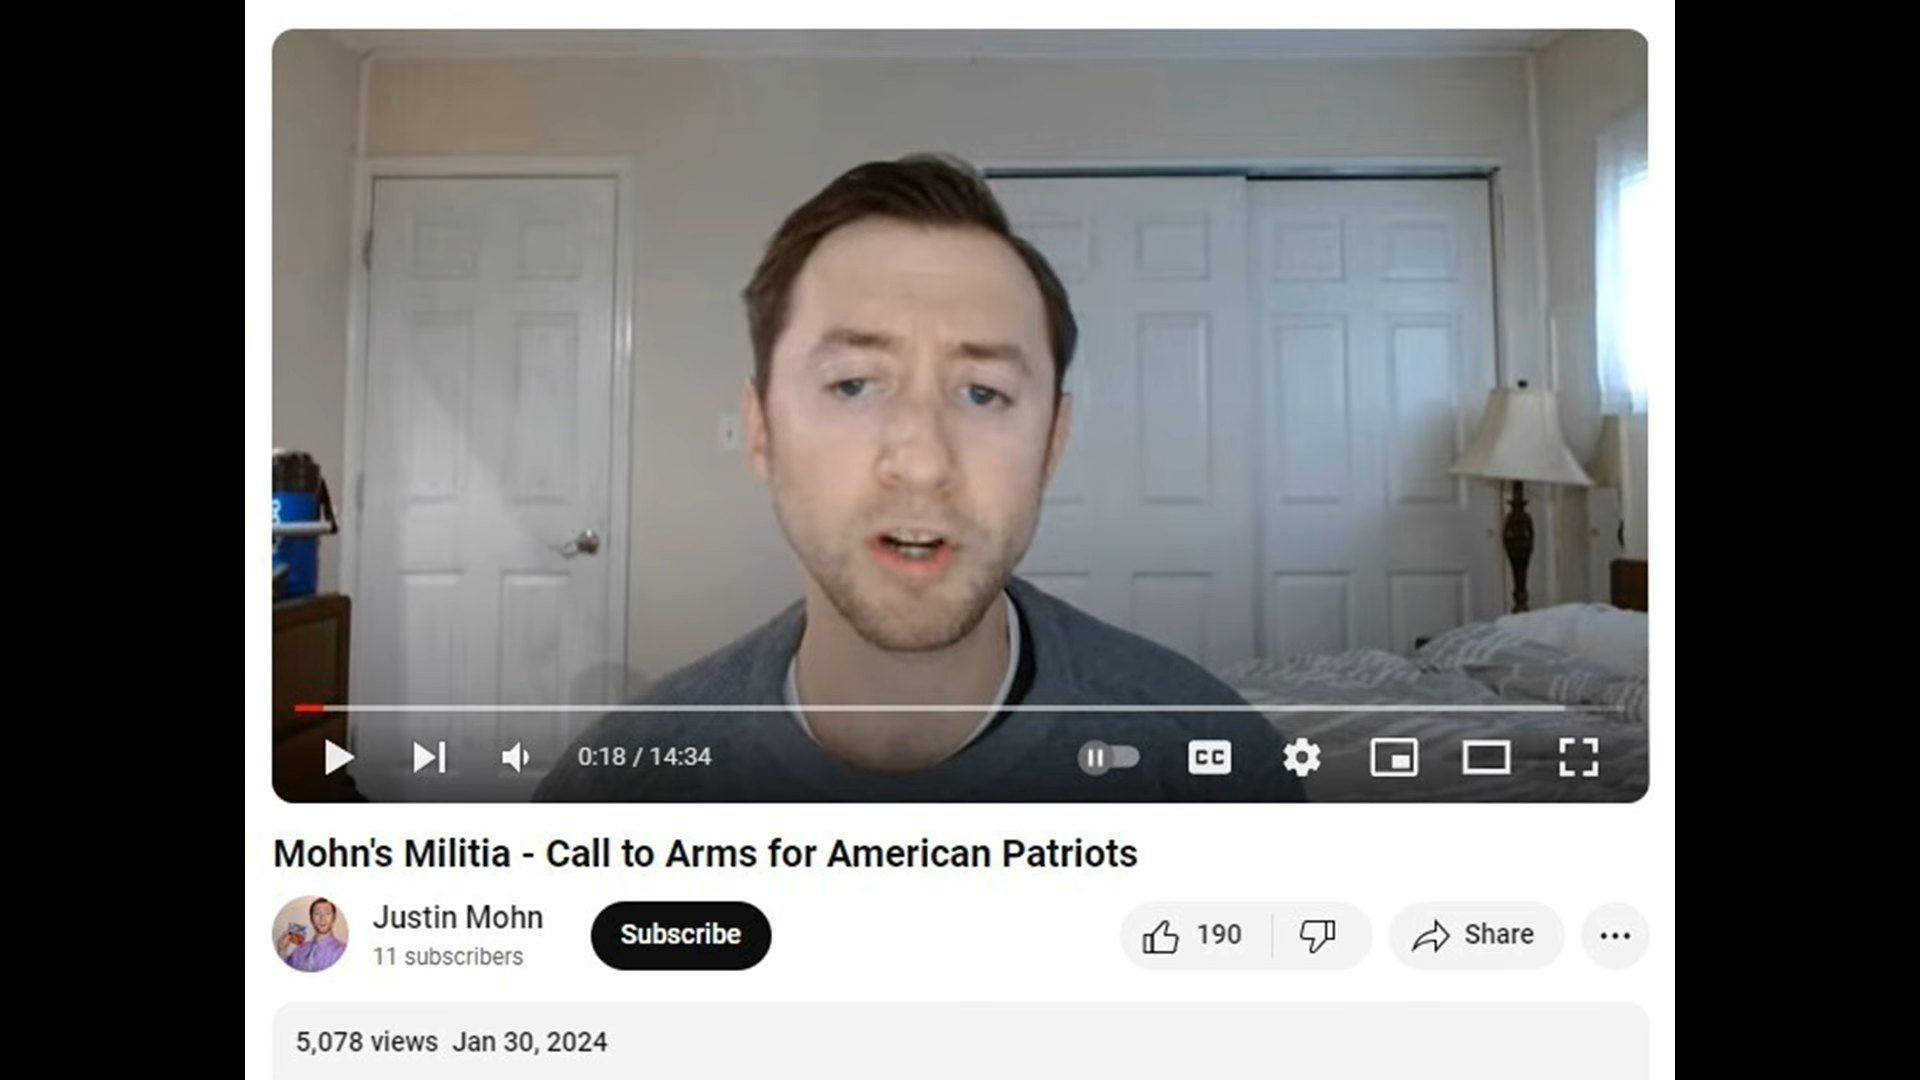 0:18 / 14:34
CC
Mohn's Militia - Call to Arms for American Patriots
Justin Mohn
11 subscribers
Subscribe
190
Share
5,078 views Jan 30, 2024